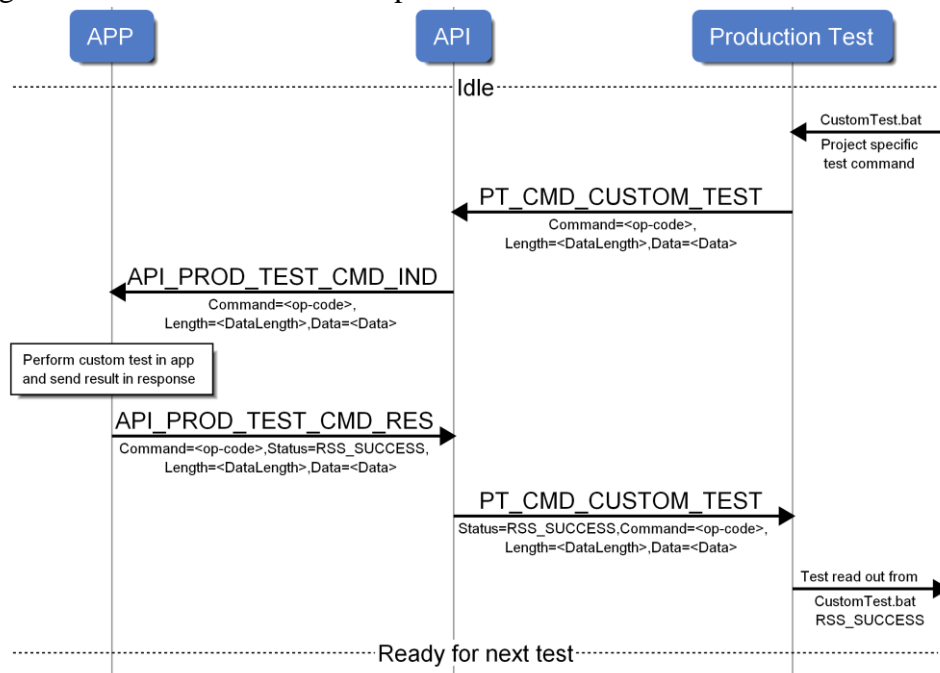 APP
API
Production Test
Idle
CustomTest.bat
Project specific
test command
PT_CMD_CUSTOM_TEST
Command=<op-code>,
Length=<DataLength>,Data=<Data>
API_PROD_TEST_CMD_IND
Command=<op-code>,
Length=<DataLength>,Data=<Data>
Perform custom test in app
and send result in response
API_PROD_TEST_CMD_RES
Command=<op-code>,Status=RSS_SUCCESS,
Length=<DataLength>,Data=<Data>
PT_CMD_CUSTOM_TEST
Status=RSS_SUCCESS,Command=<op-code>,
Length=<DataLength>,Data=<Data>
Test read out from
CustomTest.bat
RSS_SUCCESS
Ready for next test